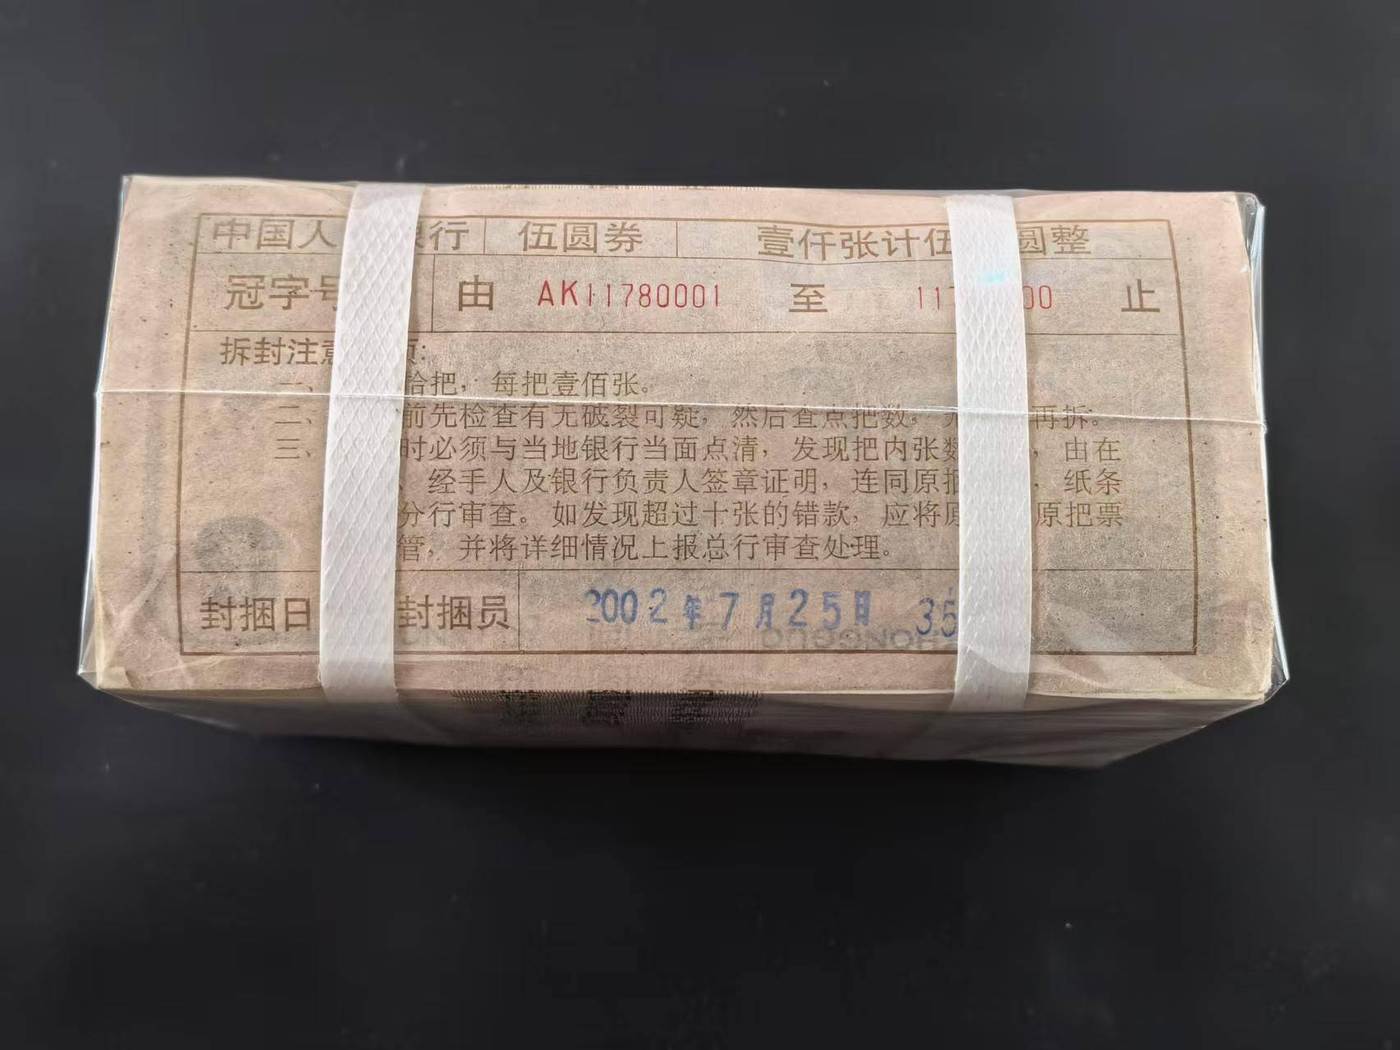 中国人 行 伍圆券 壹仟张计伍 圆整
冠字号 由 AK11780001 至 11 00 止
拆封注意 项:
一、 拾把，每把壹佰张。
二、 前先检查有无破裂可疑，然后查点把数， 再拆。
三、 时必须与当地银行当面点清，发现把内张数 ，由在
、经手人及银行负责人签章证明，连同原把 、纸条
分行审查。如发现超过十张的错款，应将原 原把票
管，并将详细情况上报总行审查处理。
封捆日 封捆员 2002年7月25日 35